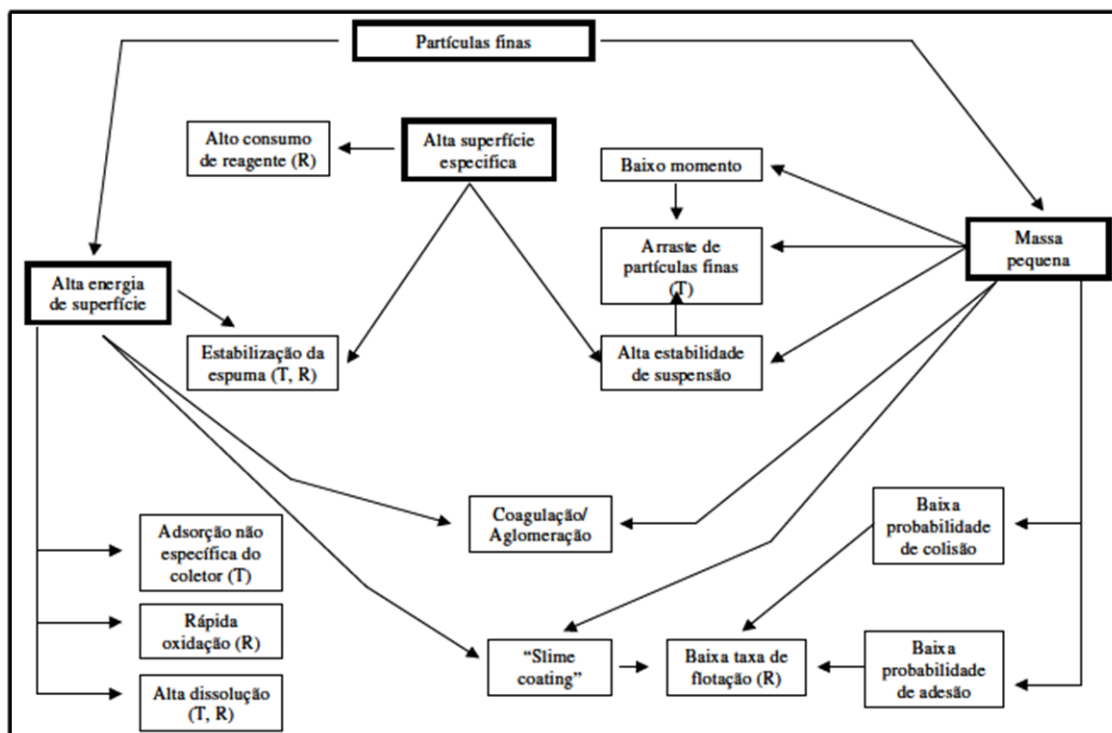 Partículas finas
Alto consumo
de reagente (R)
Alta superfície
especifica
Baixo momento
Arraste de
partículas finas
(T)
Massa
pequena
Alta energia
de superfície
Estabilização da
espuma (T, R)
Alta estabilidade
de suspensão
Coagulação/
Aglomeração
Baixa
probabilidade
de colisão
Adsorção não
específica do
coletor (T)
Rápida
oxidação (R)
Alta dissolução
(T, R)
“Slime
coating”
Baixa taxa de
flotação (R)
Baixa
probabilidade
de adesão